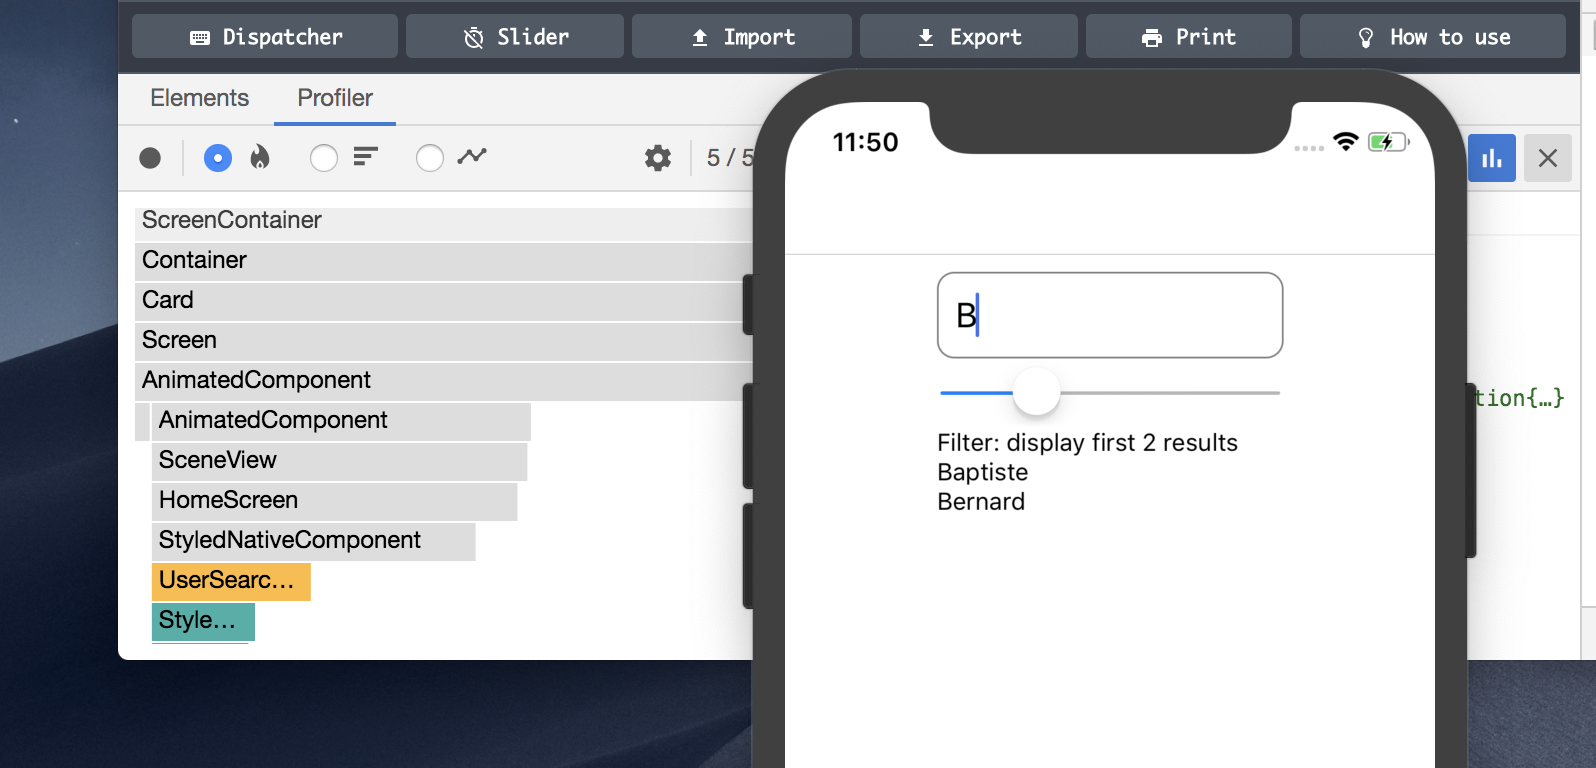 Dispatcher
Slider
Import
Export
Print
How to use
Elements
Profiler
5 / 5
ScreenContainer
Container
Card
Screen
AnimatedComponent
AnimatedComponent
SceneView
HomeScreen
StyledNativeComponent
UserSearc...
Style...
tion{…}
11:50
B
Filter: display first 2 results
Baptiste
Bernard